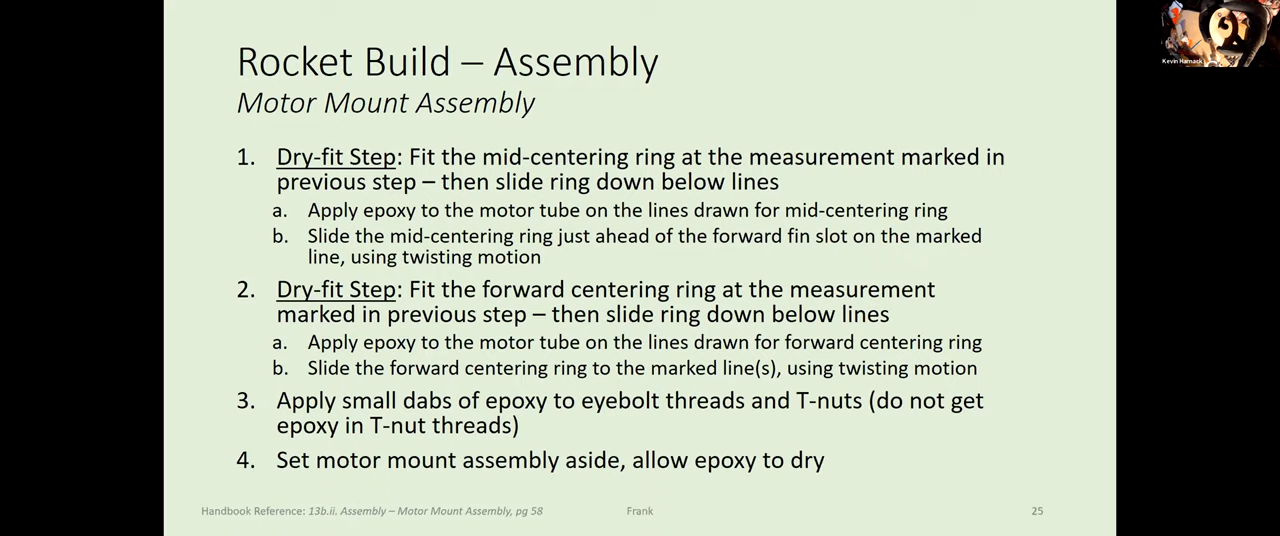 Rocket Build – Assembly
Motor Mount Assembly
1. Dry-fit Step: Fit the mid-centering ring at the measurement marked in
previous step – then slide ring down below lines
a. Apply epoxy to the motor tube on the lines drawn for mid-centering ring
b. Slide the mid-centering ring just ahead of the forward fin slot on the marked
line, using twisting motion
2. Dry-fit Step: Fit the forward centering ring at the measurement
marked in previous step – then slide ring down below lines
a. Apply epoxy to the motor tube on the lines drawn for forward centering ring
b. Slide the forward centering ring to the marked line(s), using twisting motion
3. Apply small dabs of epoxy to eyebolt threads and T-nuts (do not get
epoxy in T-nut threads)
4. Set motor mount assembly aside, allow epoxy to dry
Handbook Reference: 13b.ii. Assembly – Motor Mount Assembly, pg 58
Frank
25
Kevin Harnack